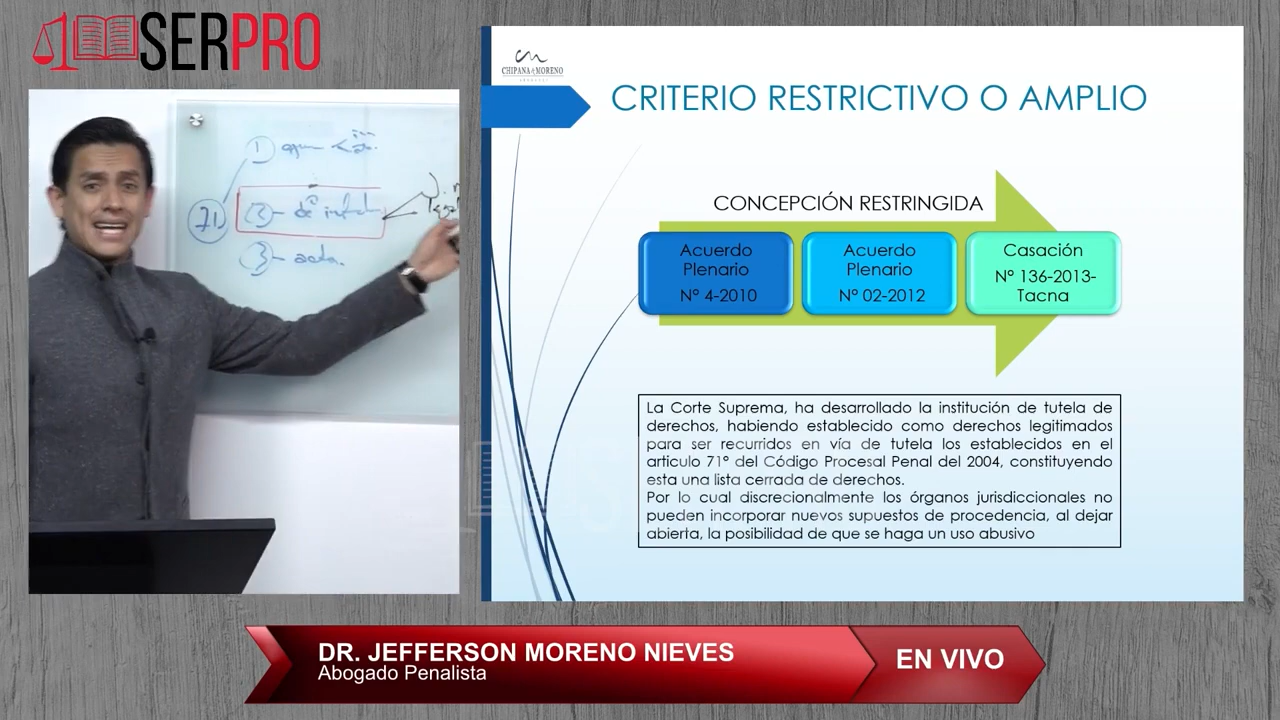 SERPRO
CHIPANA & MORENO
ABOGADOS
CRITERIO RESTRICTIVO O AMPLIO
CONCEPCIÓN RESTRINGIDA
Acuerdo
Plenario
N° 4-2010
Acuerdo
Plenario
N° 02-2012
Casación
N° 136-2013-
Tacna
La Corte Suprema, ha desarrollado la institución de tutela de
derechos, habiendo establecido como derechos legitimados
para ser recurridos en vía de tutela los establecidos en el
articulo 71° del Código Procesal Penal del 2004, constituyendo
esta una lista cerrada de derechos.
Por lo cual discrecionalmente los órganos jurisdiccionales no
pueden incorporar nuevos supuestos de procedencia, al dejar
abierta, la posibilidad de que se haga un uso abusivo
71
1
2
3
DR. JEFFERSON MORENO NIEVES
Abogado Penalista
EN VIVO